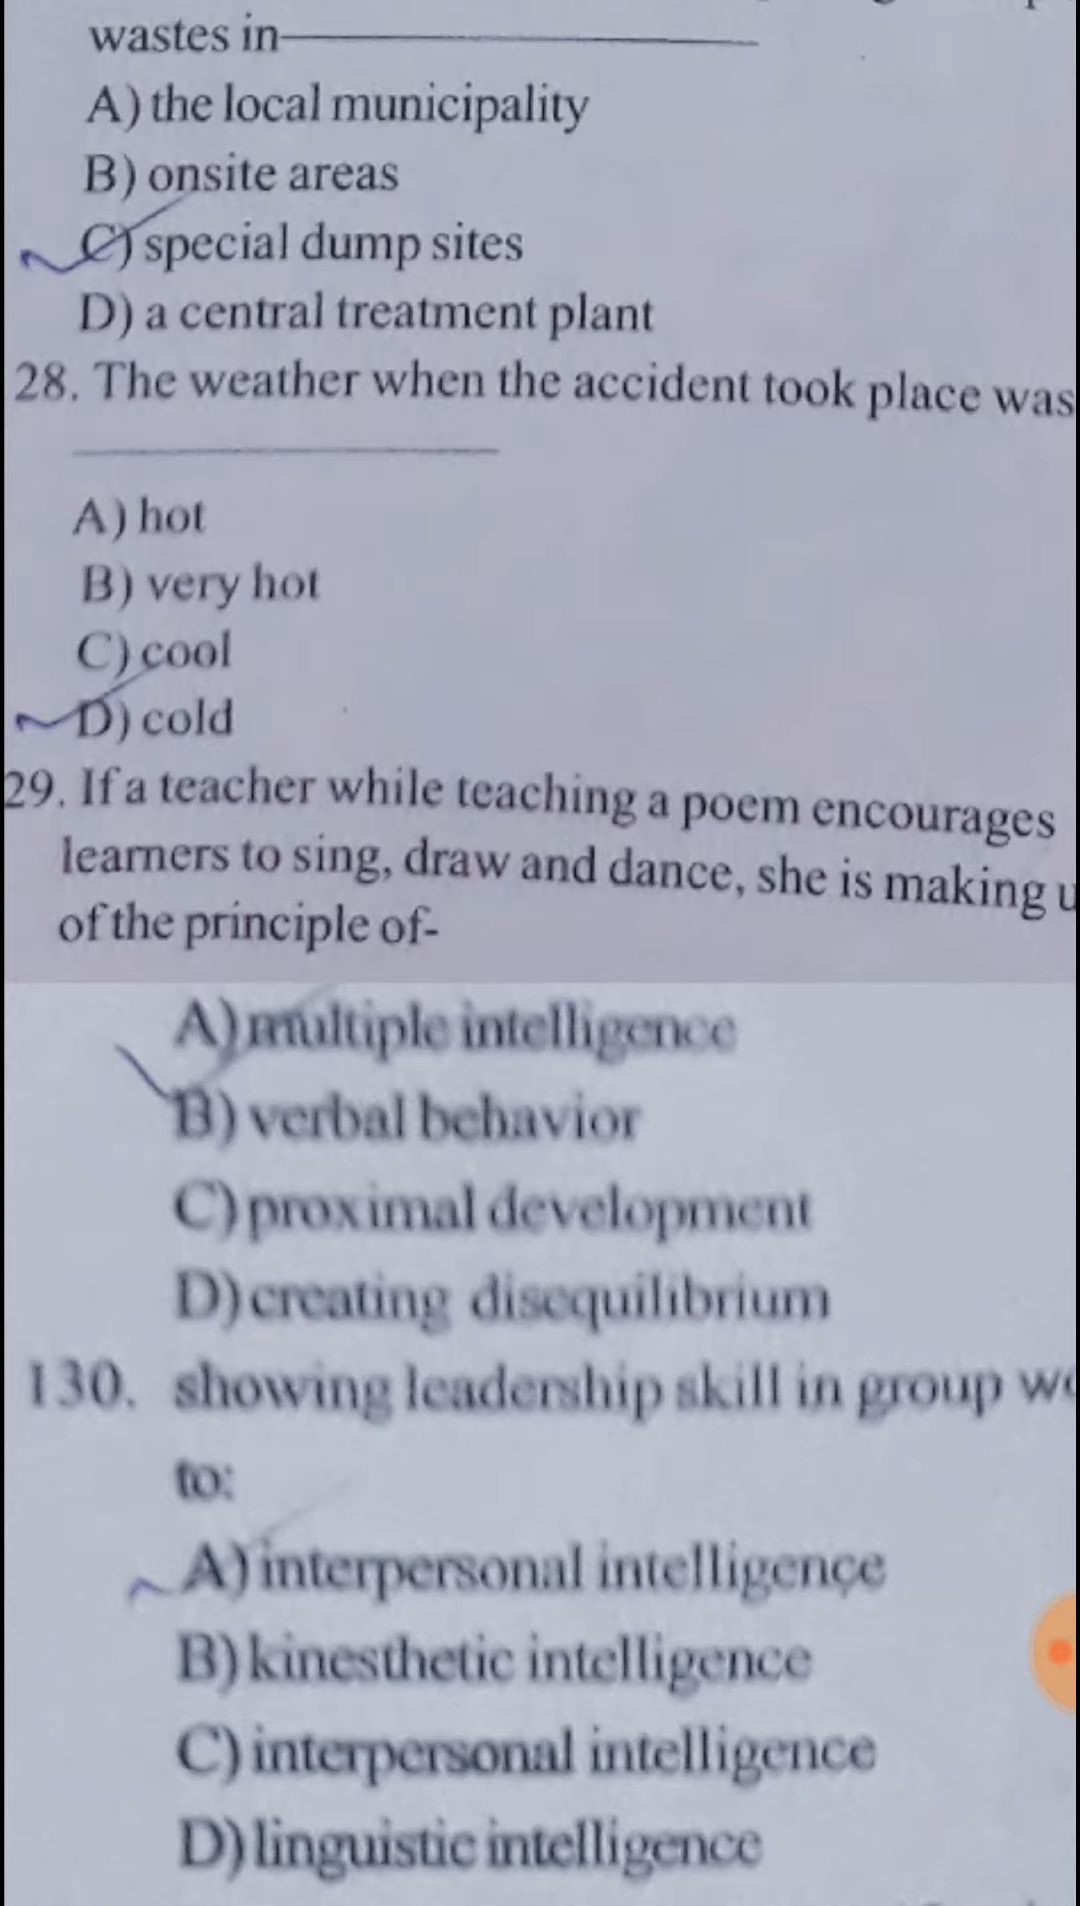 wastes in
A) the local municipality
B) onsite areas
C) special dump sites
D) a central treatment plant
28. The weather when the accident took place was
A) hot
B) very hot
C) cool
D) cold
29. If a teacher while teaching a poem encourages
learners to sing, draw and dance, she is making
of the principle of-
A) multiple intelligence
B) verbal behavior
C) proximal development
D) creating disequilibrium
130. showing leadership skill in group
to:
A) interpersonal intelligence
B) kinesthetic intelligence
C) interpersonal intelligence
D) linguistic intelligence